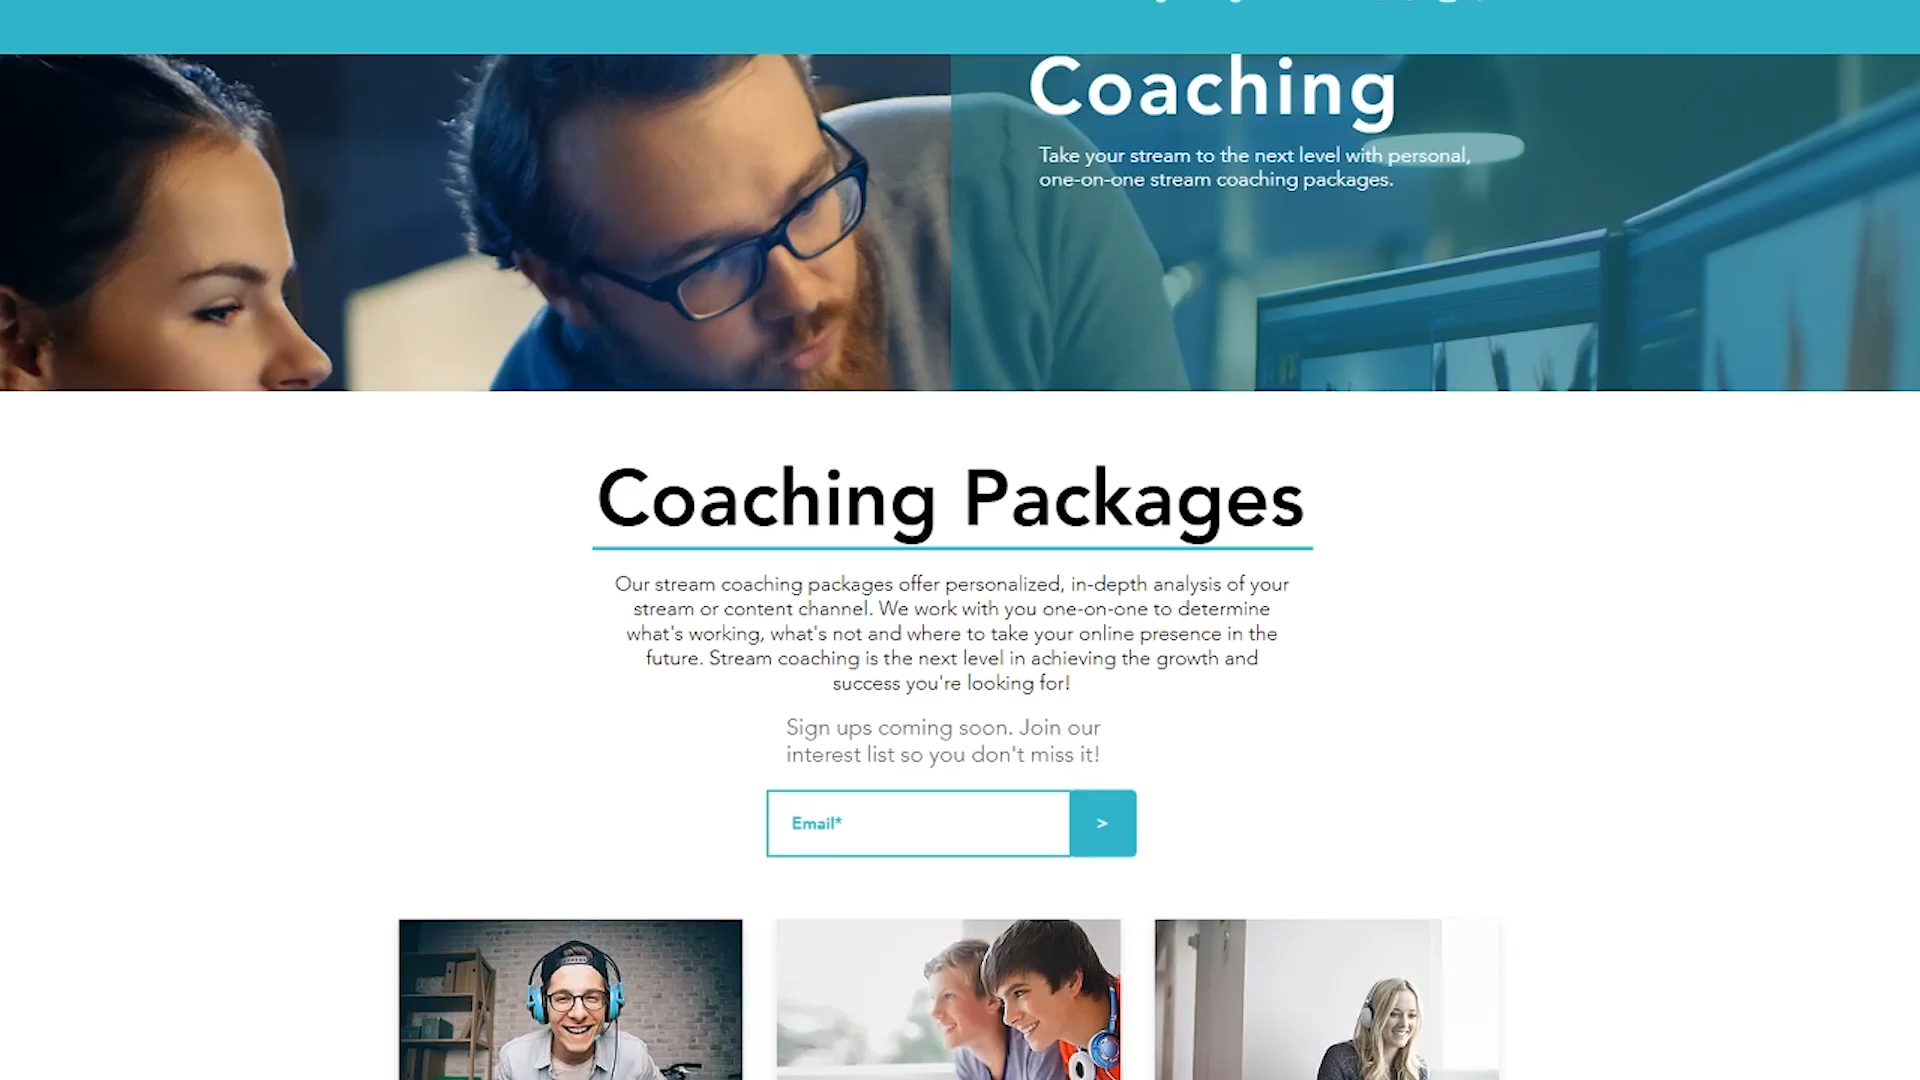 Coaching
Take your stream to the next level with personal,
one-on-one stream coaching packages.
Coaching Packages
Our stream coaching packages offer personalized, in-depth analysis of your
stream or content channel. We work with you one-on-one to determine
what's working, what's not and where to take your online presence in the
future. Stream coaching is the next level in achieving the growth and
success you're looking for!
Sign ups coming soon. Join our
interest list so you don't miss it!
Email*
>